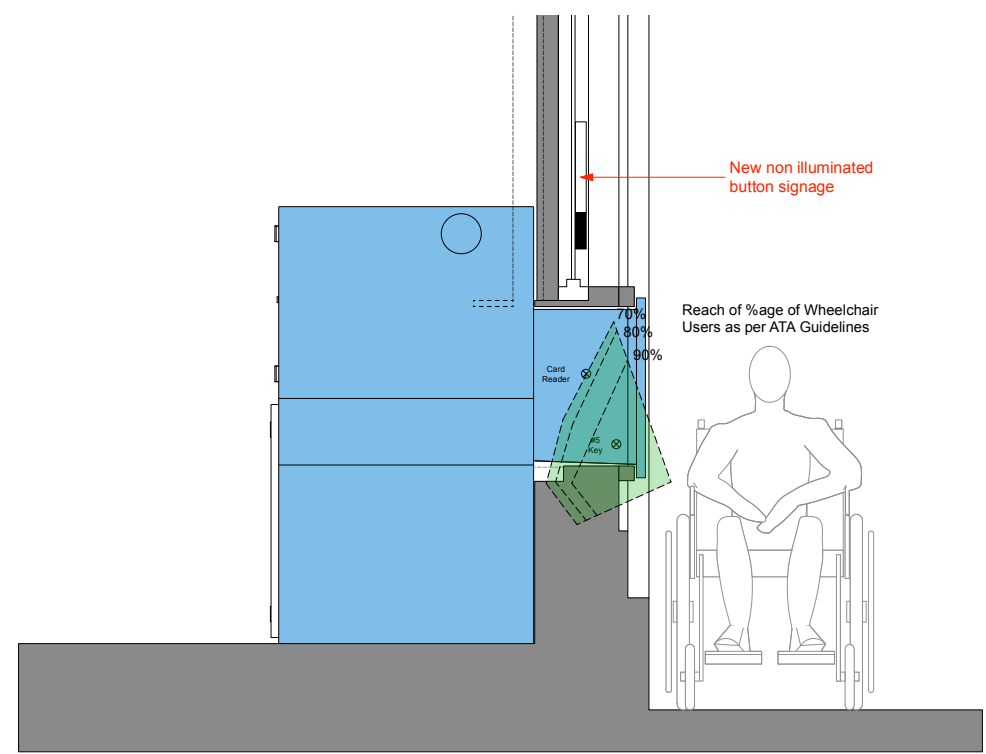 New non illuminated
button signage
Reach of %age of Wheelchair
Users as per ATA Guidelines
70%
80%
90%
Card
Reader
#5
Key